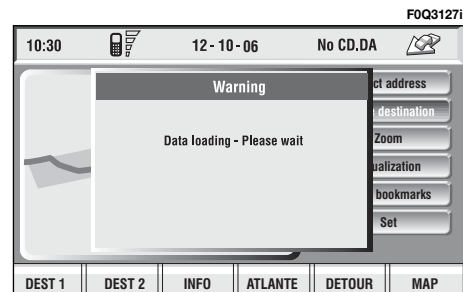 F0Q3127i
10:30 12-10-06 No CD.DA
Warning
Data loading - Please wait
ct address
destination
Zoom
ualization
bookmarks
Set
DEST 1 DEST 2 INFO ATLANTE DETOUR MAP